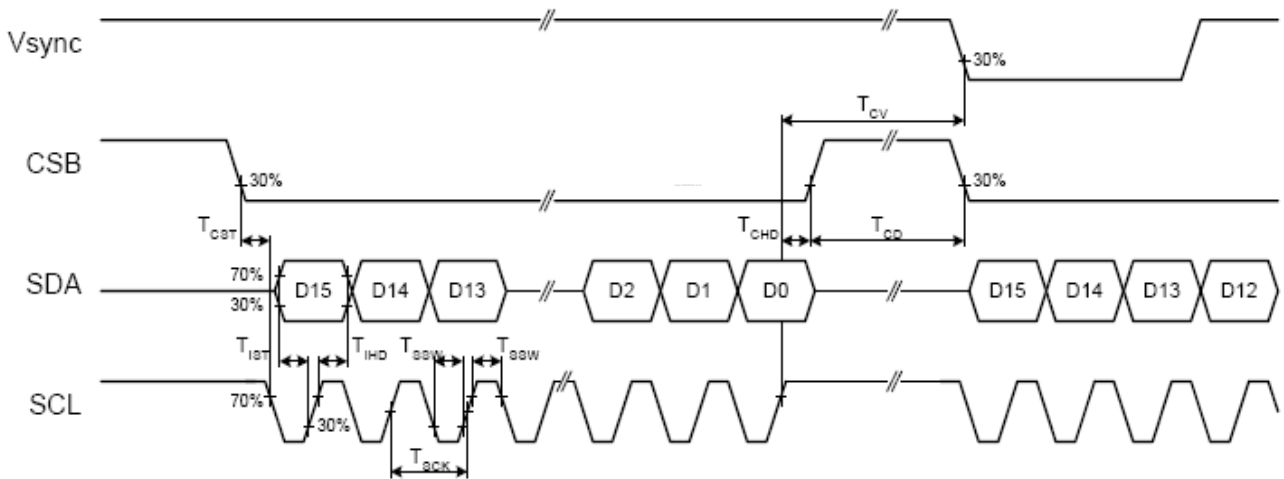 Vsync
30%
T_CV
CSB
30%
30%
T_CST
T_CHD
T_CD
SDA
70%
30%
D15 D14 D13 D2 D1 D0 D15 D14 D13 D12
T_IST T_IHD T_SSW T_SSW
SCL
70%
30%
T_SCK